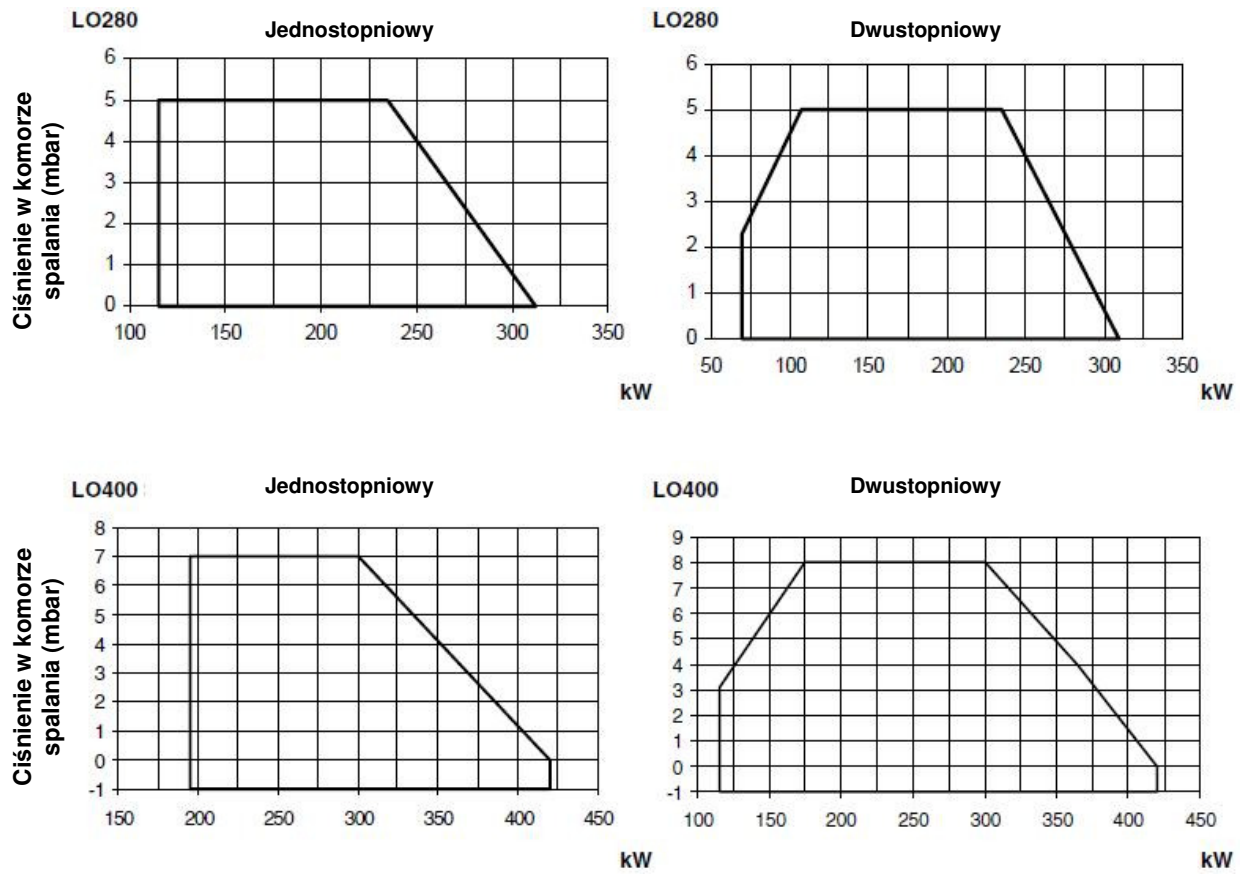 LO280
Jednostopniowy
Ciśnienie w komorze
spalania (mbar)
6
5
4
3
2
1
0
100 150 200 250 300 350
kW
LO280
Dwustopniowy
6
5
4
3
2
1
0
50 100 150 200 250 300 350
kW
LO400
Jednostopniowy
Ciśnienie w komorze
spalania (mbar)
8
7
6
5
4
3
2
1
0
-1
150 200 250 300 350 400 450
kW
LO400
Dwustopniowy
9
8
7
6
5
4
3
2
1
0
-1
100 150 200 250 300 350 400 450
kW